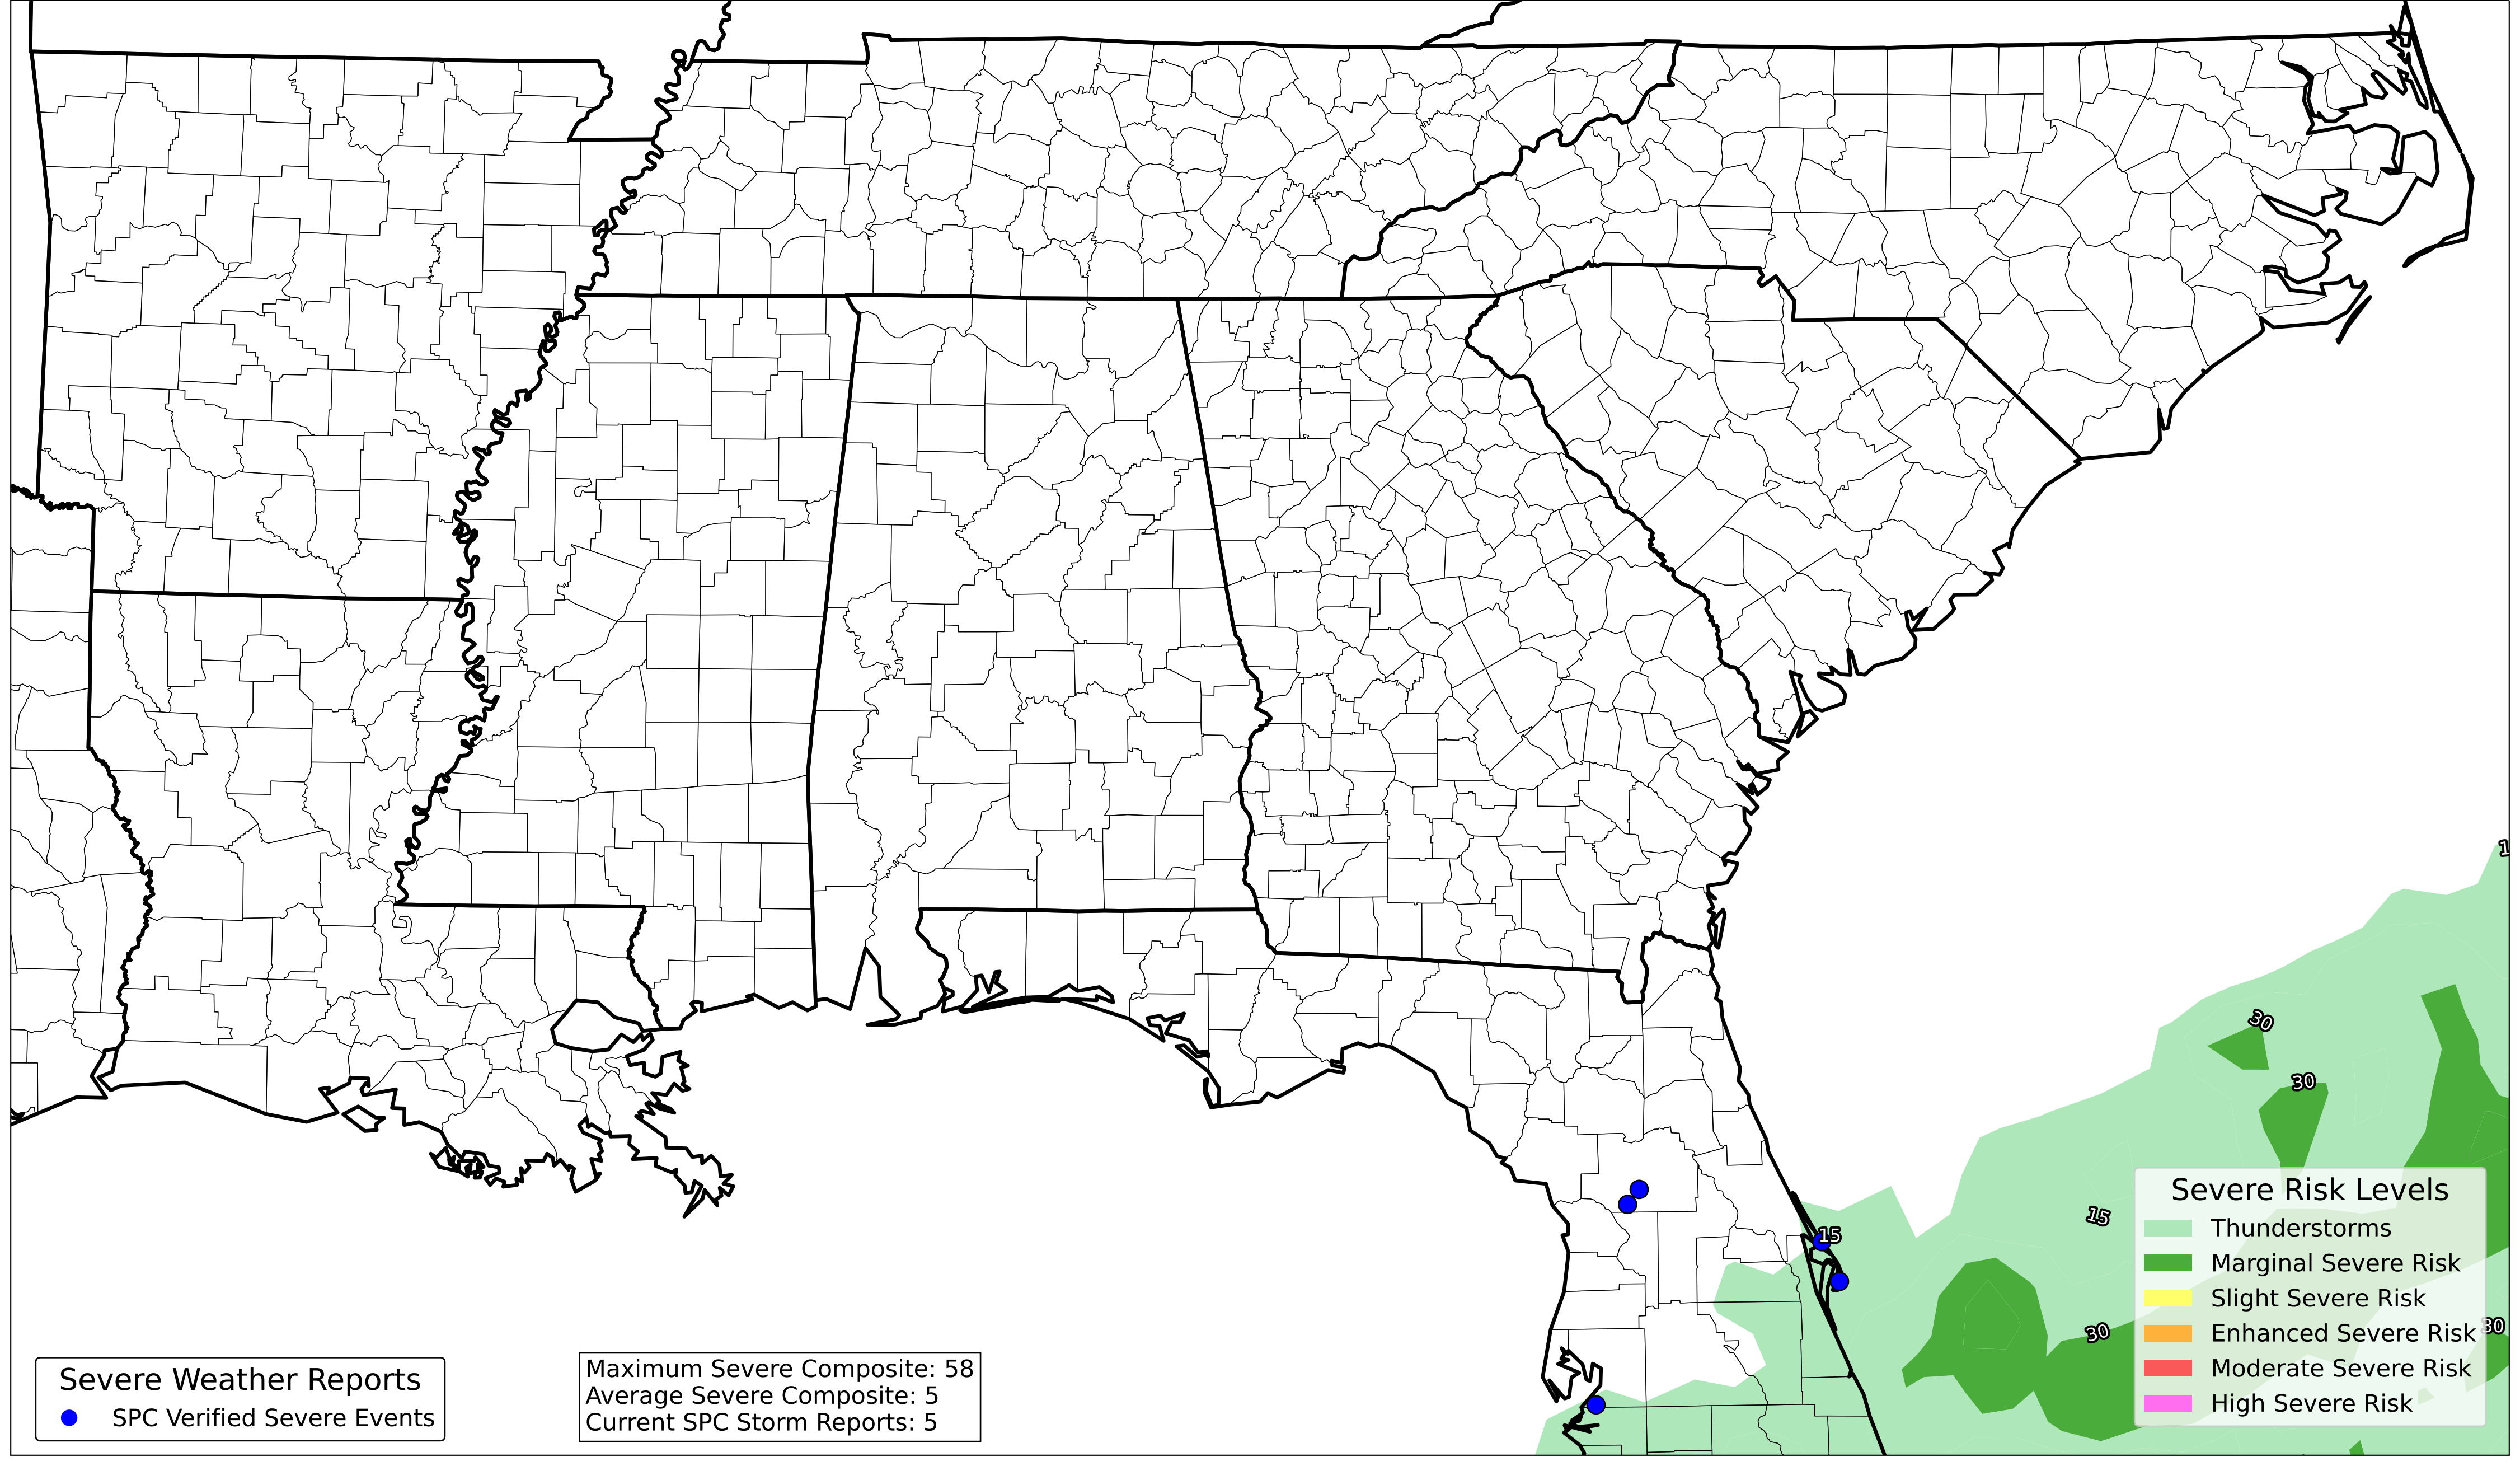 1
30
30
15
15
30
30
Severe Risk Levels
Thunderstorms
Marginal Severe Risk
Slight Severe Risk
Enhanced Severe Risk
Moderate Severe Risk
High Severe Risk
Severe Weather Reports
SPC Verified Severe Events
Maximum Severe Composite: 58
Average Severe Composite: 5
Current SPC Storm Reports: 5